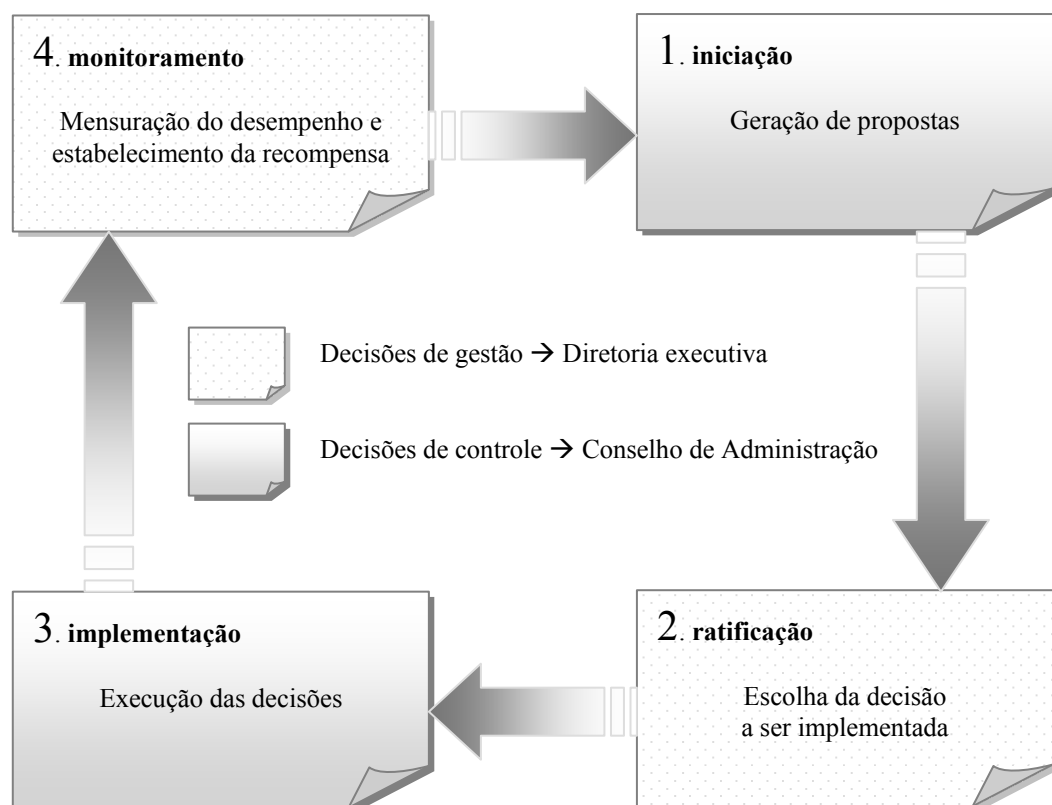 4. monitoramento
Mensuração do desempenho e
estabelecimento da recompensa
1. iniciação
Geração de propostas
Decisões de gestão → Diretoria executiva
Decisões de controle → Conselho de Administração
3. implementação
Execução das decisões
2. ratificação
Escolha da decisão
a ser implementada